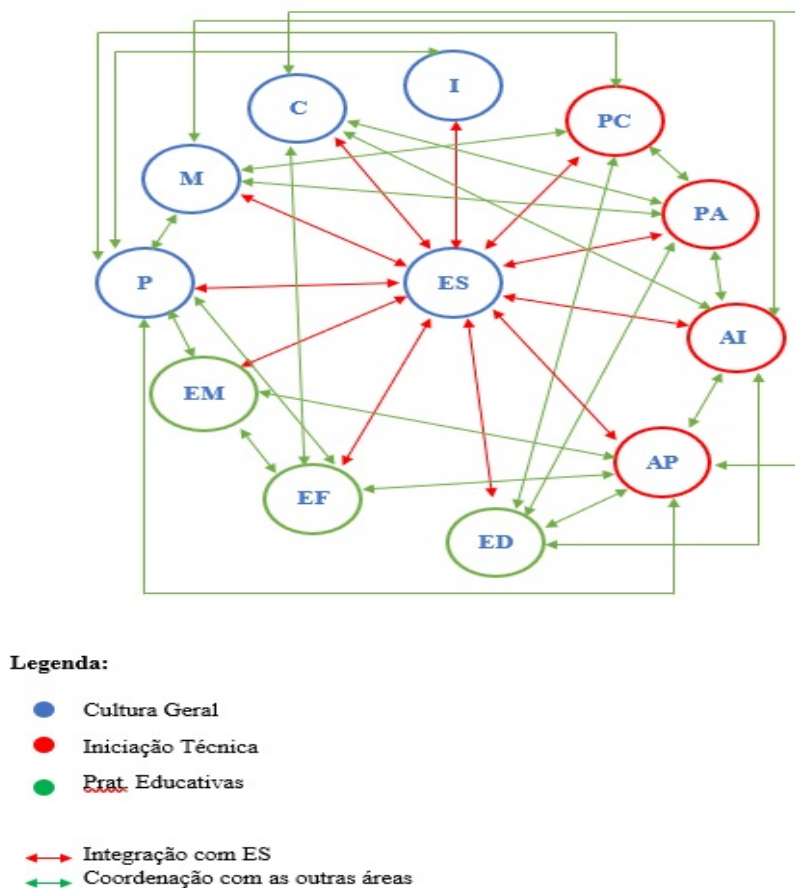 I
C
PC
M
PA
P
ES
AI
EM
AP
EF
ED
Legenda:
Cultura Geral
Iniciação Técnica
Prat. Educativas
Integração com ES
Coordenação com as outras áreas